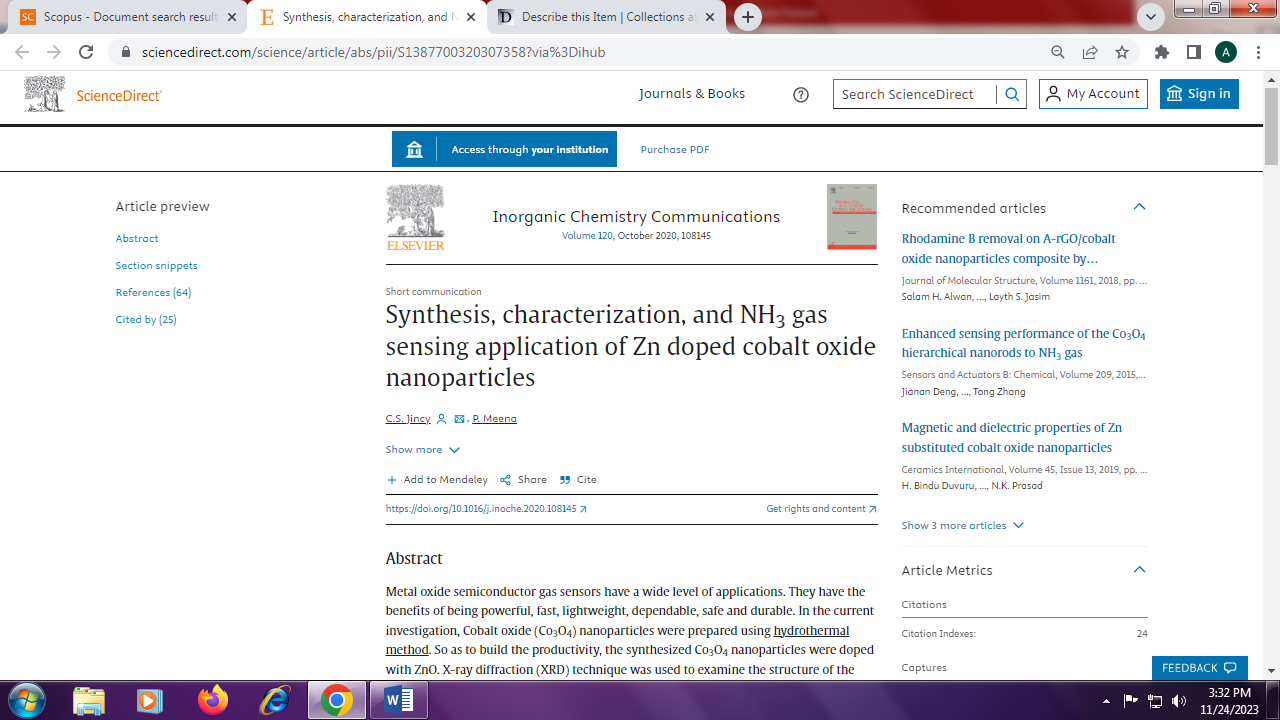 Scopus - Document search result
Synthesis, characterization, and N
Describe this Item | Collections at
sciencedirect.com/science/article/abs/pii/S1387700320307358?via%3Dihub
A
ScienceDirect
Journals & Books
Search ScienceDirect
My Account
Sign in
Access through your institution
Purchase PDF
Article preview
Abstract
Section snippets
References (64)
Cited by (25)
ELSEVIER
Inorganic Chemistry Communications
Volume 120, October 2020, 108145
Short communication
Synthesis, characterization, and NH₃ gas
sensing application of Zn doped cobalt oxide
nanoparticles
C.S. Jincy, P. Meena
Show more
Add to Mendeley Share Cite
https://doi.org/10.1016/j.inoche.2020.108145
Get rights and content
Abstract
Metal oxide semiconductor gas sensors have a wide level of applications. They have the
benefits of being powerful, fast, lightweight, dependable, safe and durable. In the current
investigation, Cobalt oxide (Co₃O₄) nanoparticles were prepared using hydrothermal
method. So as to build the productivity, the synthesized Co₃O₄ nanoparticles were doped
with ZnO. X-ray diffraction (XRD) technique was used to examine the structure of the
Recommended articles
Rhodamine B removal on A-rGO/cobalt
oxide nanoparticles composite by…
Journal of Molecular Structure, Volume 1161, 2018, pp. …
Salam H. Alwan, …, Layth S. Jasim
Enhanced sensing performance of the Co₃O₄
hierarchical nanorods to NH₃ gas
Sensors and Actuators B: Chemical, Volume 209, 2015,…
Jianan Deng, …, Tong Zhang
Magnetic and dielectric properties of Zn
substituted cobalt oxide nanoparticles
Ceramics International, Volume 45, Issue 13, 2019, pp. …
H. Bindu Duvuru, …, N.K. Prasad
Show 3 more articles
Article Metrics
Citations
Citation Indexes: 24
Captures
FEEDBACK
3:32 PM
11/24/2023